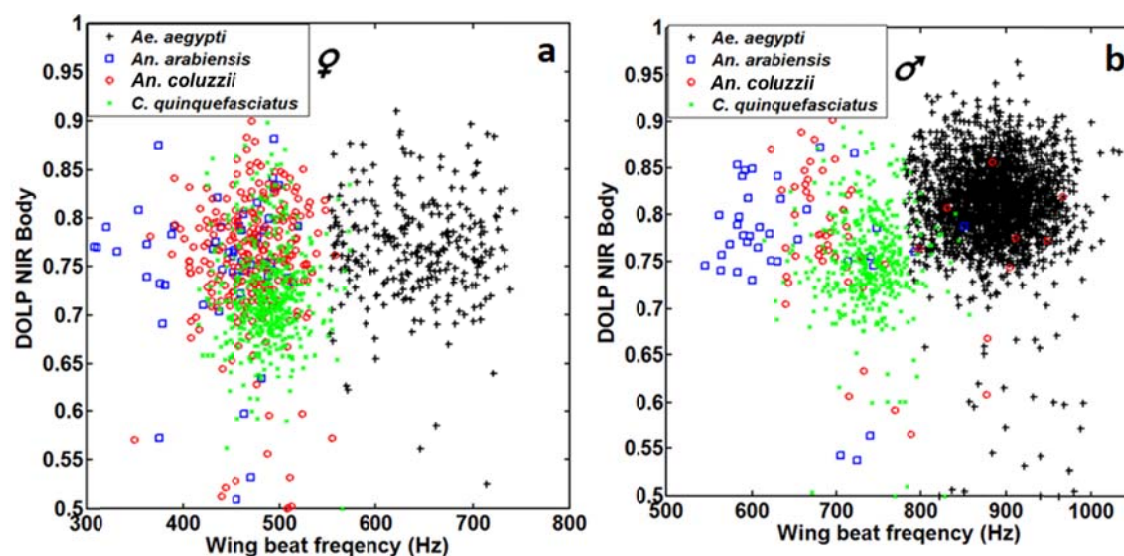 a
♀
Ae. aegypti
An. arabiensis
An. coluzzii
C. quinquefasciatus
DOLP NIR Body
1
0.95
0.9
0.85
0.8
0.75
0.7
0.65
0.6
0.55
0.5
300 400 500 600 700 800
Wing beat freqency (Hz)
b
♂
Ae. aegypti
An. arabiensis
An. coluzzii
C. quinquefasciatus
DOLP NIR Body
1
0.95
0.9
0.85
0.8
0.75
0.7
0.65
0.6
0.55
0.5
500 600 700 800 900 1000
Wing beat freqency (Hz)